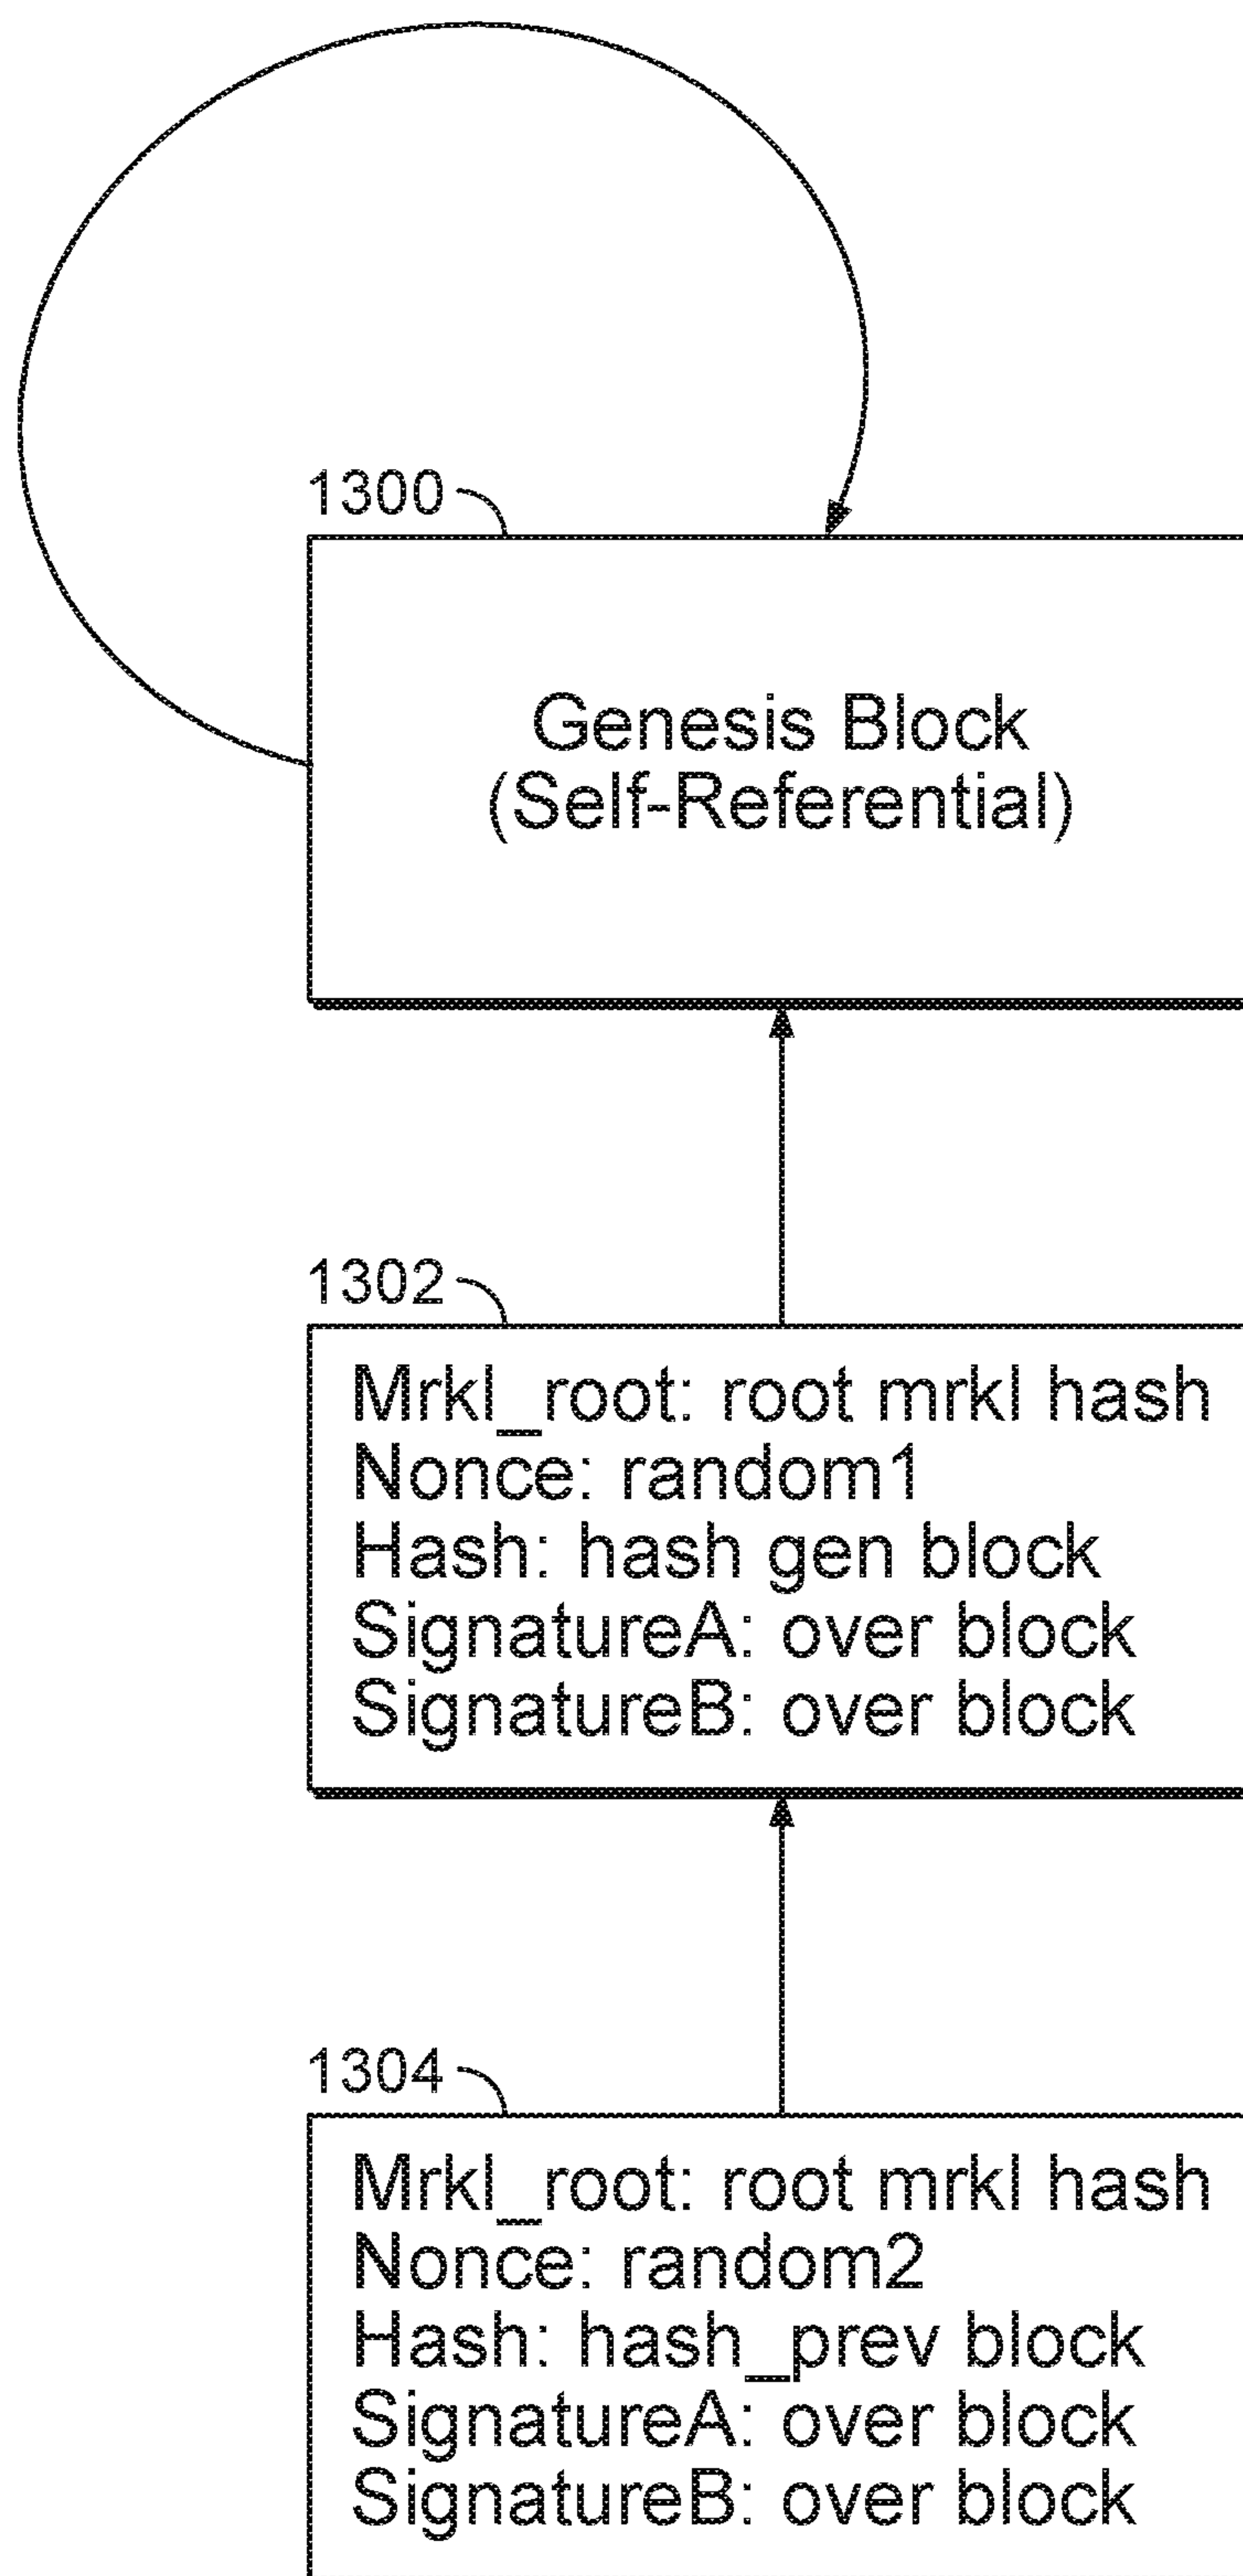 1300
Genesis Block
(Self-Referential)
1302
Mrkl_root: root mrkl hash
Nonce: random1
Hash: hash gen block
SignatureA: over block
SignatureB: over block
1304
Mrkl_root: root mrkl hash
Nonce: random2
Hash: hash_prev block
SignatureA: over block
SignatureB: over block